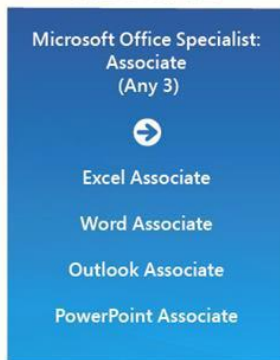 Microsoft Office Specialist:
Associate
(Any 3)
Excel Associate
Word Associate
Outlook Associate
PowerPoint Associate